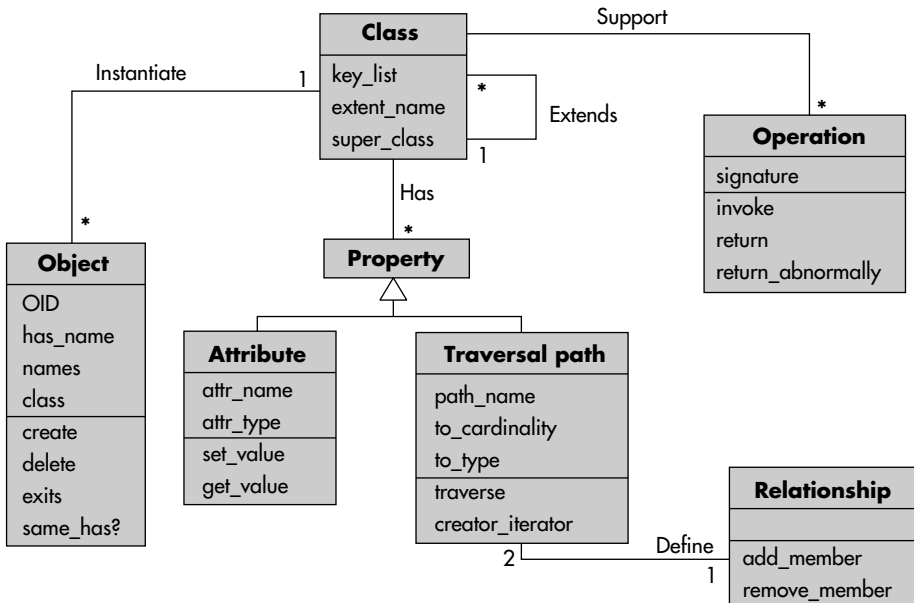 Class
key_list
extent_name
super_class
Support
Instantiate
1
*
Extends
1
*
Operation
signature
invoke
return
return_abnormally
Has
*
Property
*
Object
OID
has_name
names
class
create
delete
exits
same_has?
Attribute
attr_name
attr_type
set_value
get_value
Traversal path
path_name
to_cardinality
to_type
traverse
creator_iterator
2
Define
1
Relationship
add_member
remove_member